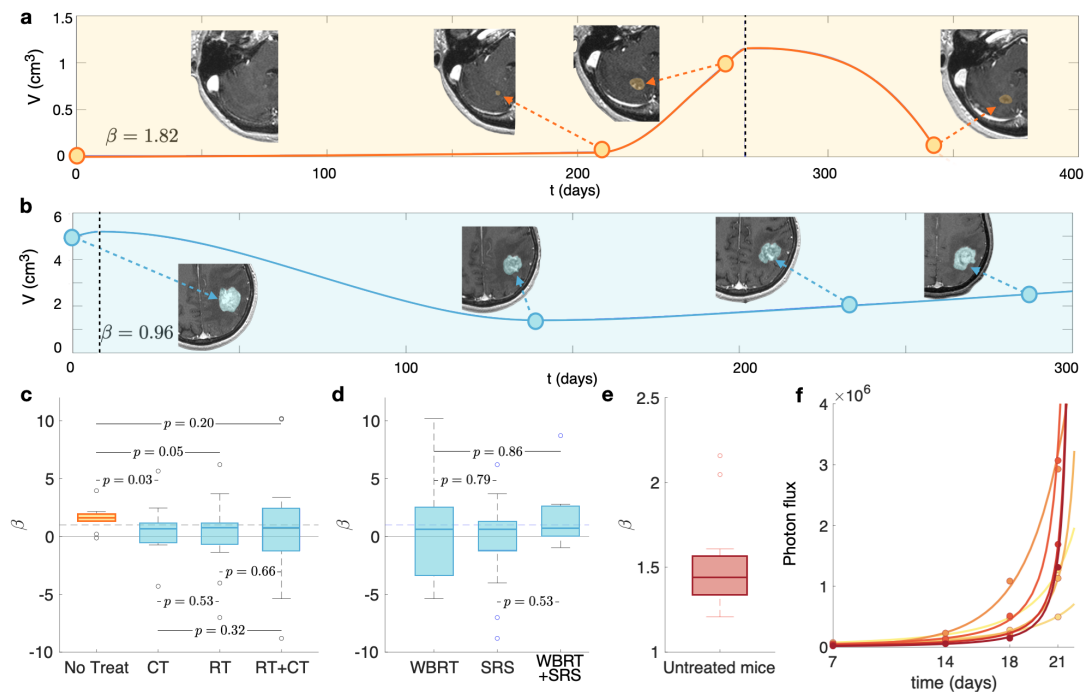 a
V (cm³)
1.5
1
0.5
0
β = 1.82
0
100
200
300
400
t (days)
b
V (cm³)
6
4
2
0
β = 0.96
0
100
200
300
t (days)
c
β
10
5
0
-5
-10
p = 0.20
p = 0.05
p = 0.03
p = 0.66
p = 0.53
p = 0.32
No Treat
CT
RT
RT+CT
d
β
10
5
0
-5
-10
p = 0.86
p = 0.79
p = 0.53
WBRT
SRS
WBRT
+SRS
e
β
2.5
2
1.5
1
Untreated mice
f
×10⁶
Photon flux
4
3
2
1
0
7
14
18
21
time (days)